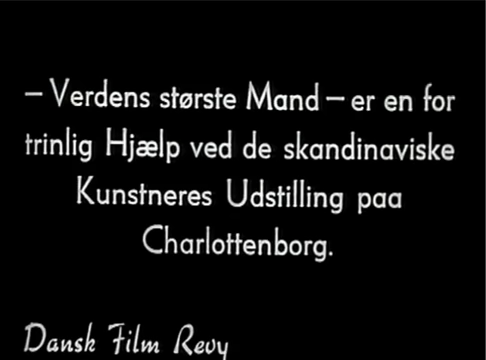 – Verdens største Mand – er en for
trinlig Hjælp ved de skandinaviske
Kunstneres Udstilling paa
Charlottenborg.
Dansk Film Revy